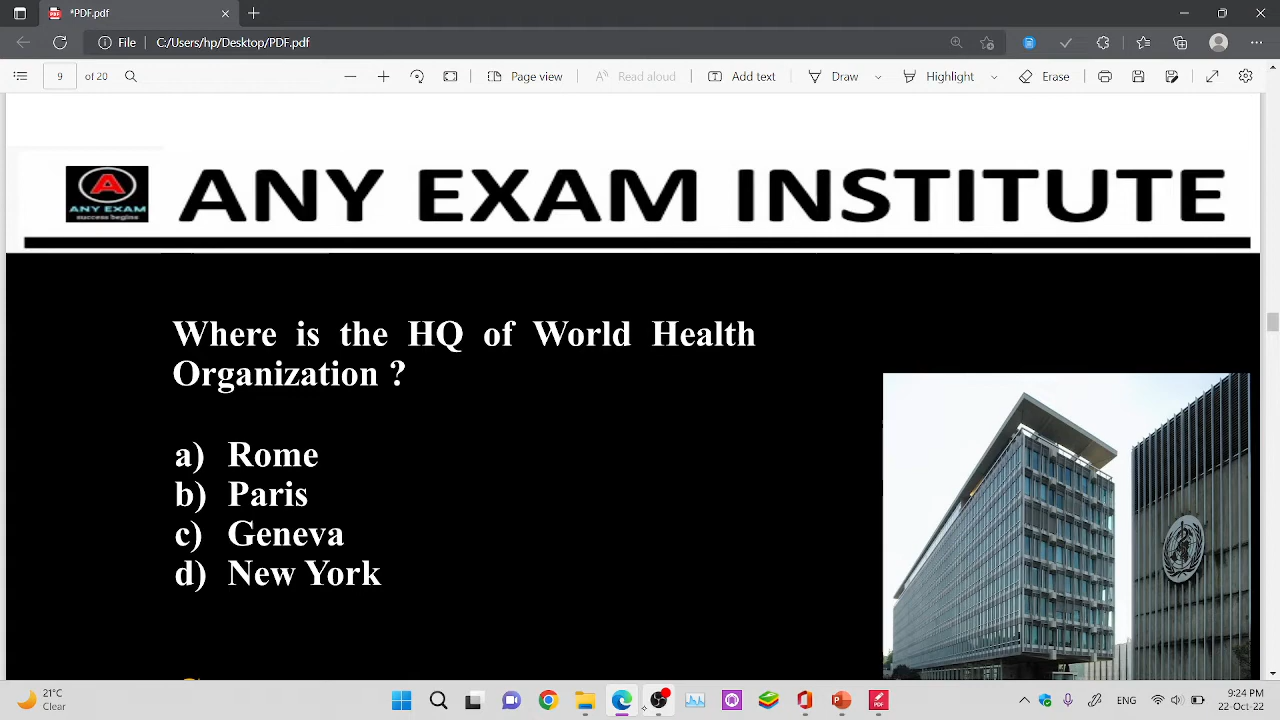 *PDF.pdf
File C:/Users/hp/Desktop/PDF.pdf
9 of 20 Page view Read aloud Add text Draw Highlight Erase
A
ANY EXAM
success begins
ANY EXAM INSTITUTE
Where is the HQ of World Health
Organization ?
a) Rome
b) Paris
c) Geneva
d) New York
21°C
Clear
ENG
9:24 PM
22-Oct-22